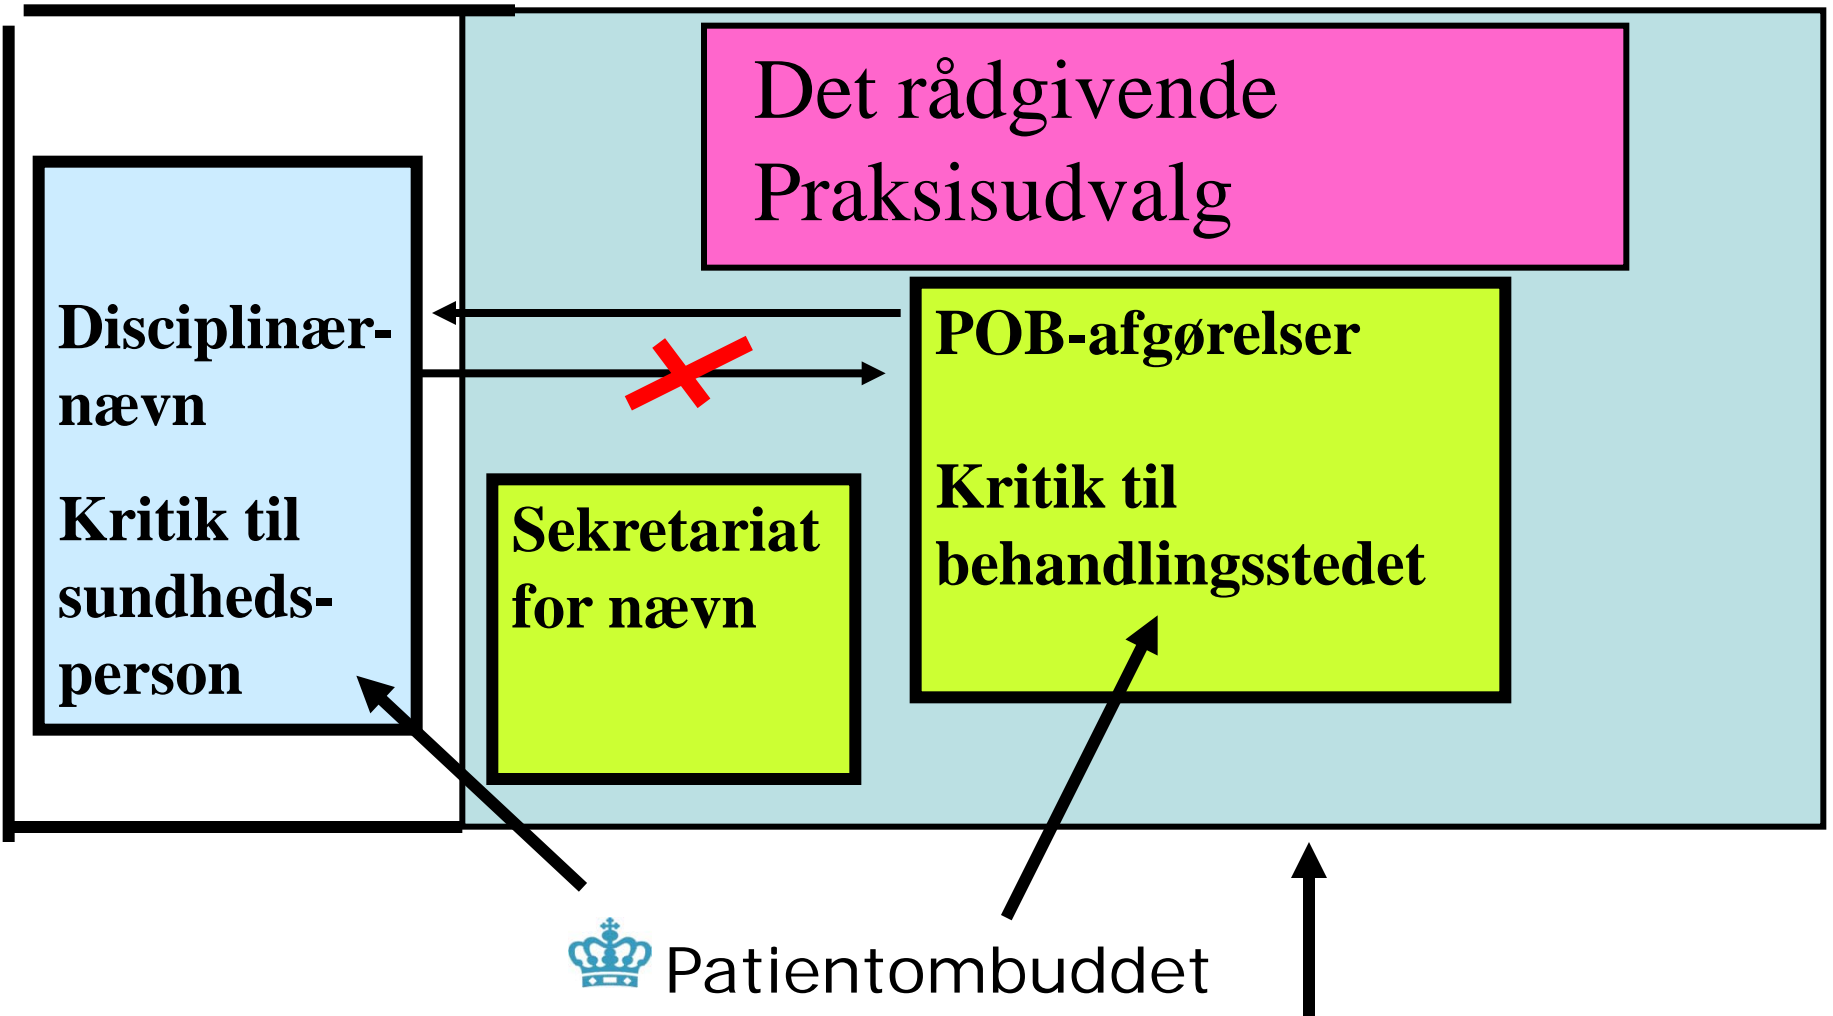 Det rådgivende
Praksisudvalg
Disciplinær-
nævn
Kritik til
sundheds-
person
Sekretariat
for nævn
POB-afgørelser
Kritik til
behandlingsstedet
Patientombuddet